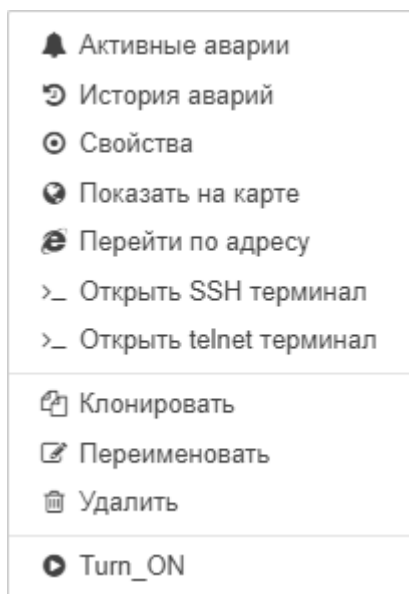 Активные аварии
История аварий
Свойства
Показать на карте
Перейти по адресу
Открыть SSH терминал
Открыть telnet терминал
Клонировать
Переименовать
Удалить
Turn_ON